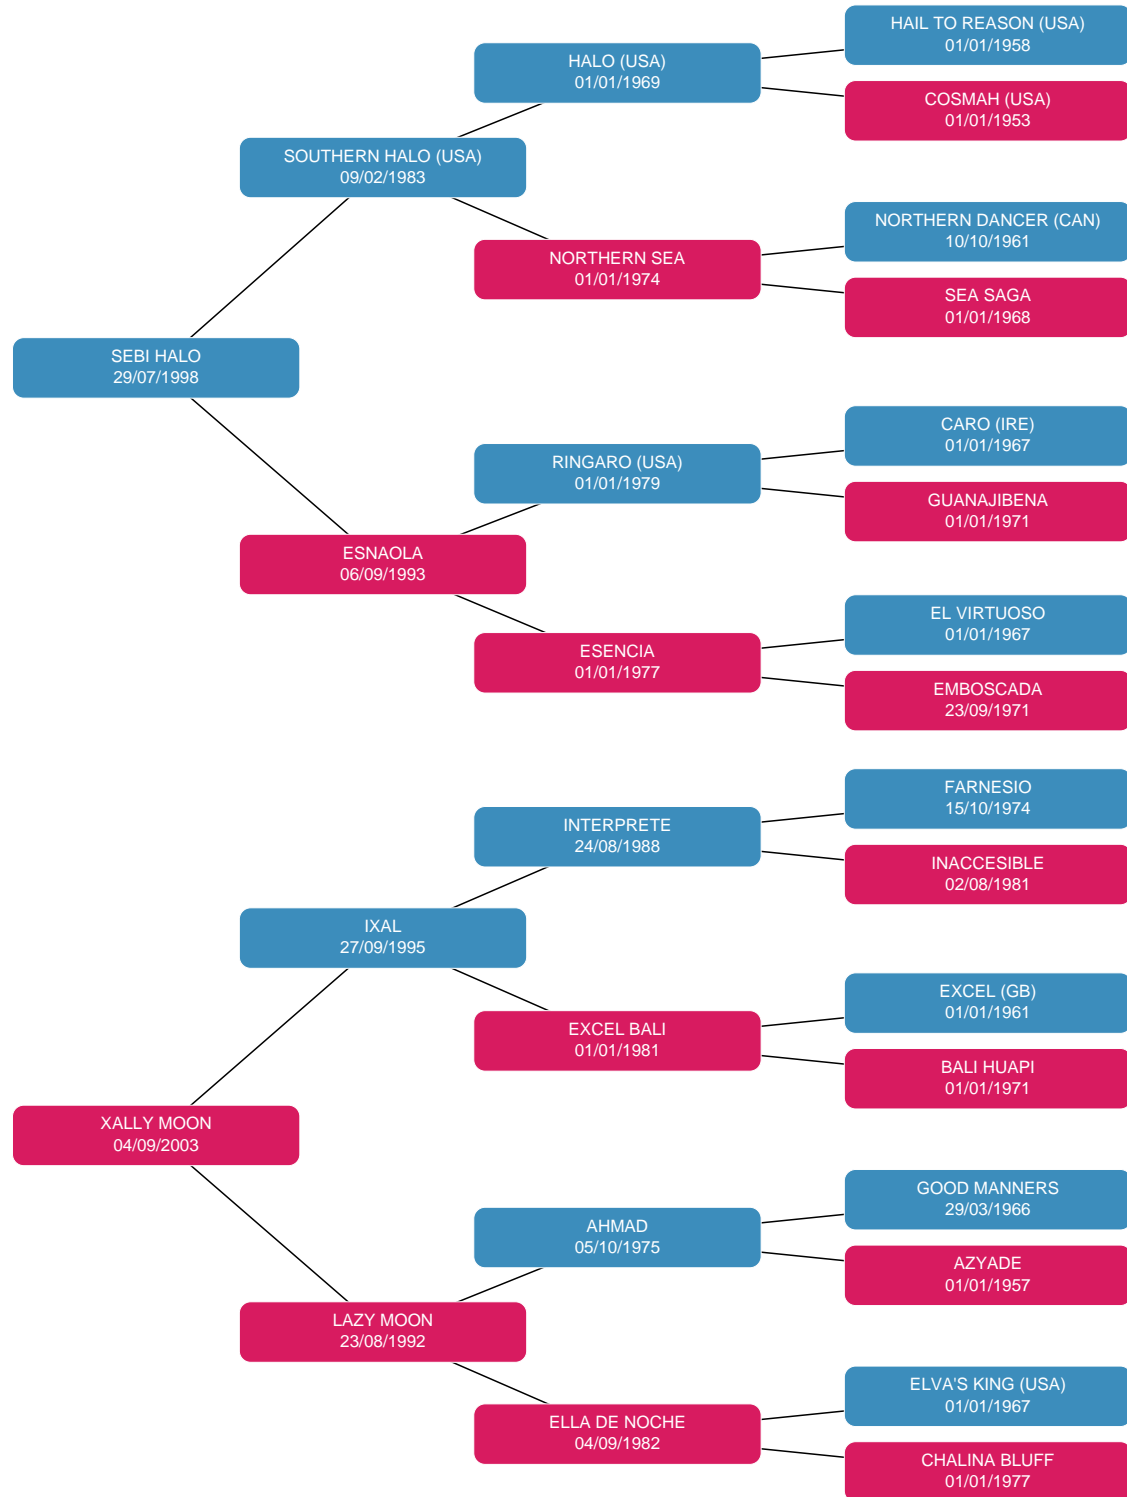 HAIL TO REASON (USA)
01/01/1958
HALO (USA)
01/01/1969
COSMAH (USA)
01/01/1953
SOUTHERN HALO (USA)
09/02/1983
NORTHERN DANCER (CAN)
10/10/1961
NORTHERN SEA
01/01/1974
SEA SAGA
01/01/1968
SEBI HALO
29/07/1998
CARO (IRE)
01/01/1967
RINGARO (USA)
01/01/1979
GUANAJIBENA
01/01/1971
ESNAOLA
06/09/1993
EL VIRTUOSO
01/01/1967
ESENCIA
01/01/1977
EMBOSCADA
23/09/1971
FARNESIO
15/10/1974
INTERPRETE
24/08/1988
INACCESIBLE
02/08/1981
IXAL
27/09/1995
EXCEL (GB)
01/01/1961
EXCEL BALI
01/01/1981
BALI HUAPI
01/01/1971
XALLY MOON
04/09/2003
GOOD MANNERS
29/03/1966
AHMAD
05/10/1975
AZYADE
01/01/1957
LAZY MOON
23/08/1992
ELVA'S KING (USA)
01/01/1967
ELLA DE NOCHE
04/09/1982
CHALINA BLUFF
01/01/1977